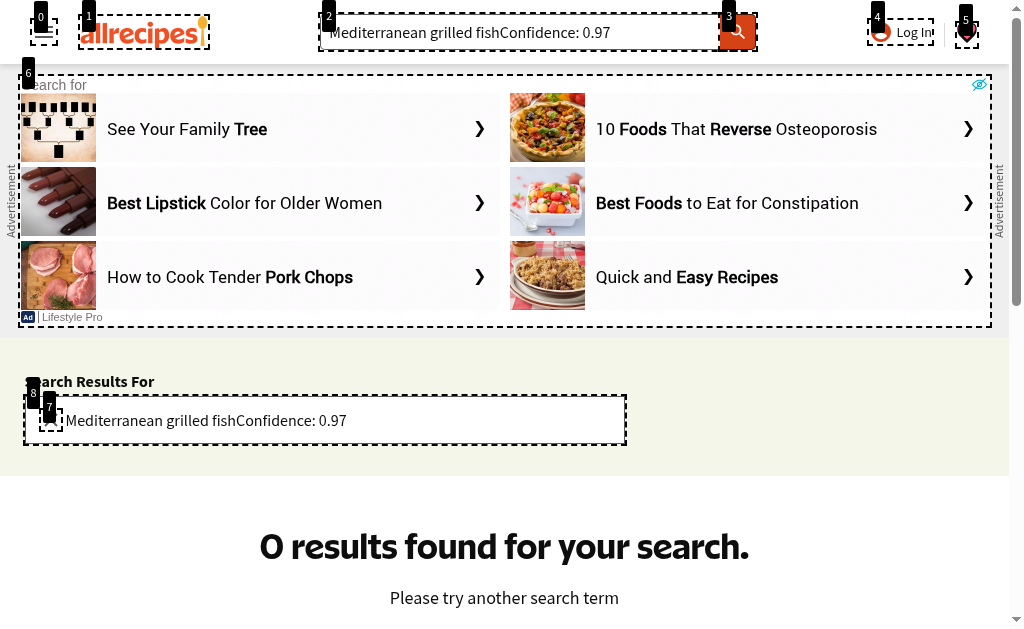 0
1
2
3
4
5
allrecipes
Mediterranean grilled fishConfidence: 0.97
Log In
6
Search for
See Your Family Tree
10 Foods That Reverse Osteoporosis
Best Lipstick Color for Older Women
Best Foods to Eat for Constipation
How to Cook Tender Pork Chops
Quick and Easy Recipes
Ad | Lifestyle Pro
Advertisement
Advertisement
Search Results For
8
7
Mediterranean grilled fishConfidence: 0.97
0 results found for your search.
Please try another search term